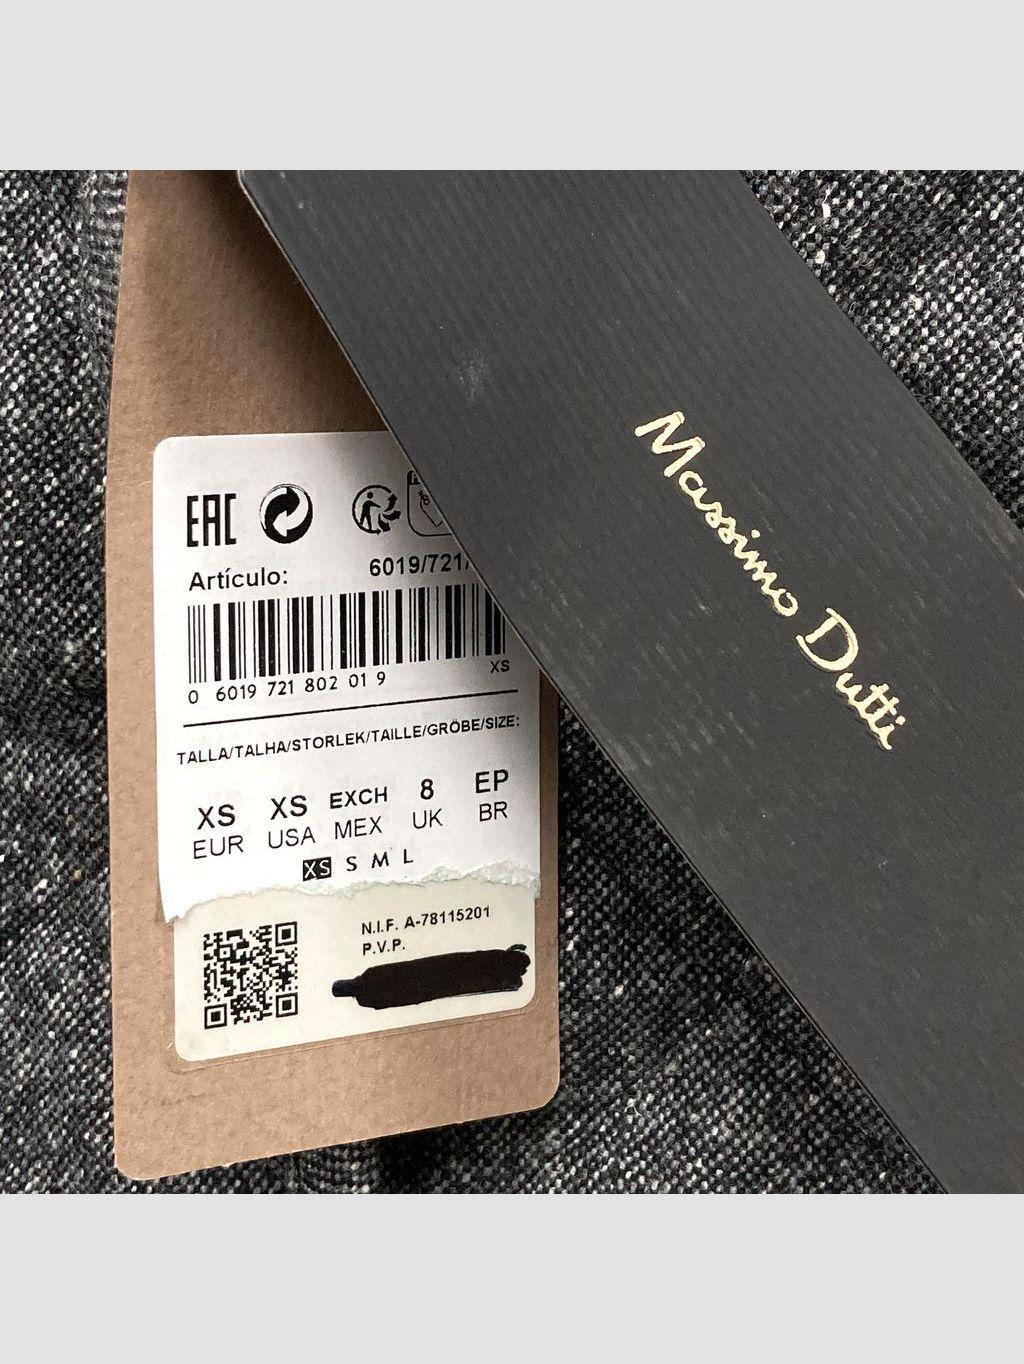 EAC
Artículo: 6019/721/
0 6019 721 802 01 9
XS
TALLA/TALHA/STORLEK/TAILLE/GRÖBE/SIZE:
XS XS EXCH 8 EP
EUR USA MEX UK BR
XS S M L
N.I.F. A-78115201
P.V.P.
Massimo Dutti